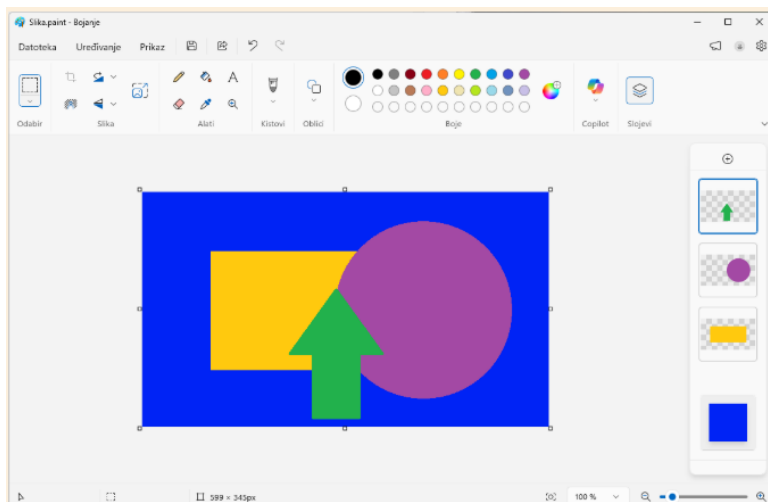 Slika.paint - Bojanje
Datoteka Uređivanje Prikaz
A
Odabir Slika Alati Kistovi Oblici Boje Copilot Slojevi
599 × 345px 100 %